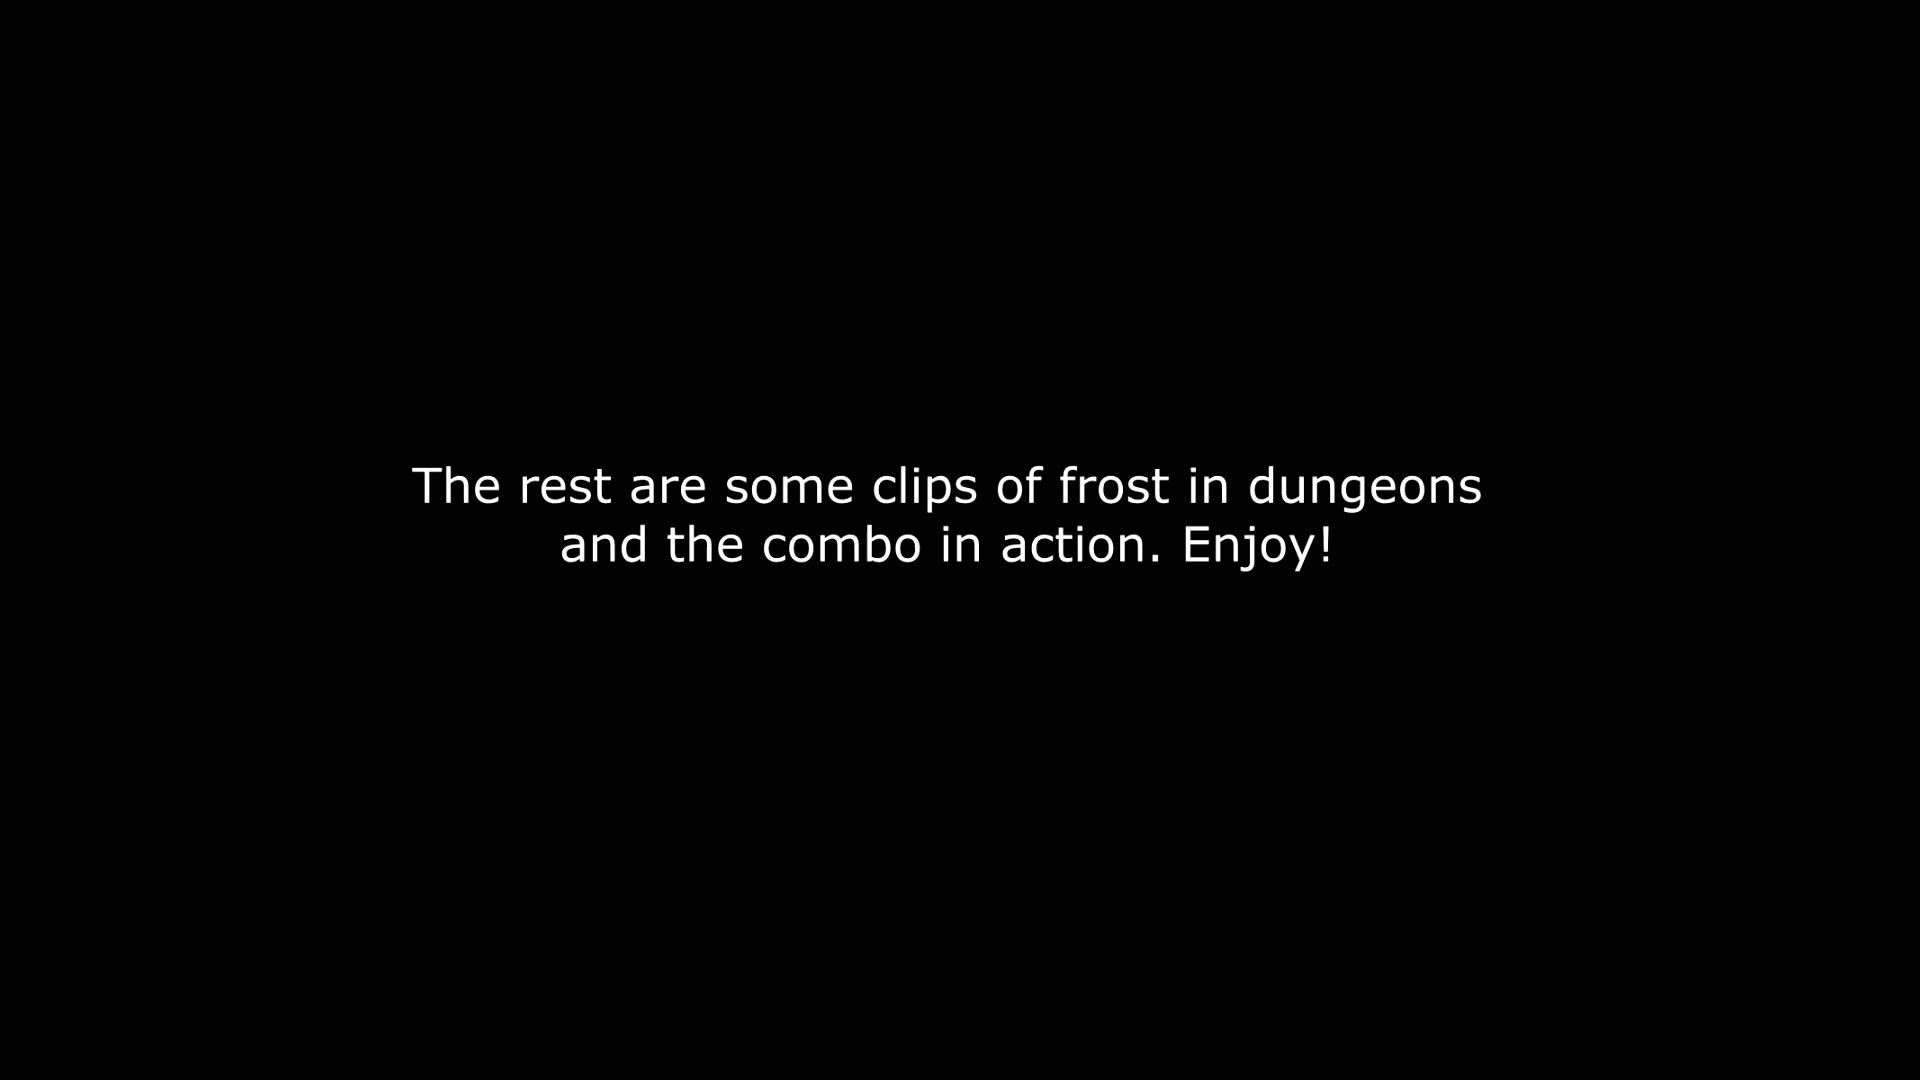 The rest are some clips of frost in dungeons
and the combo in action. Enjoy!